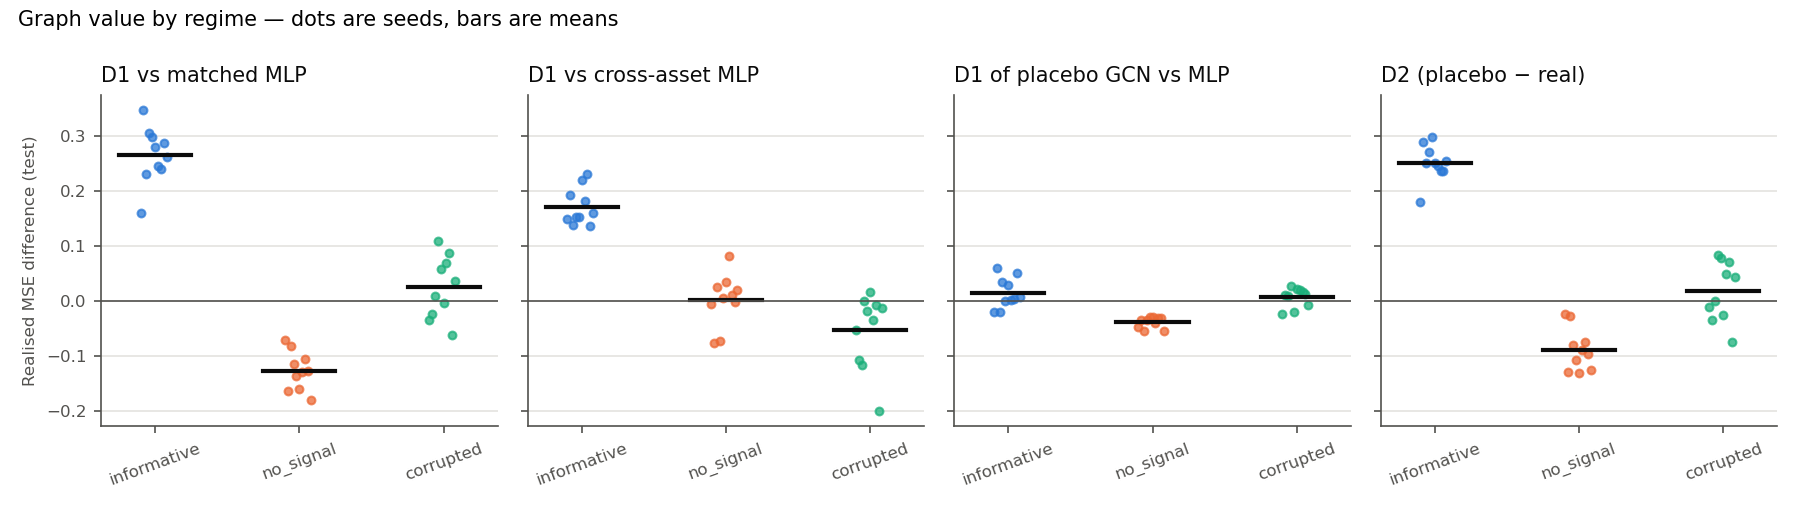 Graph value by regime — dots are seeds, bars are means
D1 vs matched MLP
D1 vs cross-asset MLP
D1 of placebo GCN vs MLP
D2 (placebo − real)
Realised MSE difference (test)
0.3
0.2
0.1
0.0
−0.1
−0.2
informative
no_signal
corrupted
informative
no_signal
corrupted
informative
no_signal
corrupted
informative
no_signal
corrupted